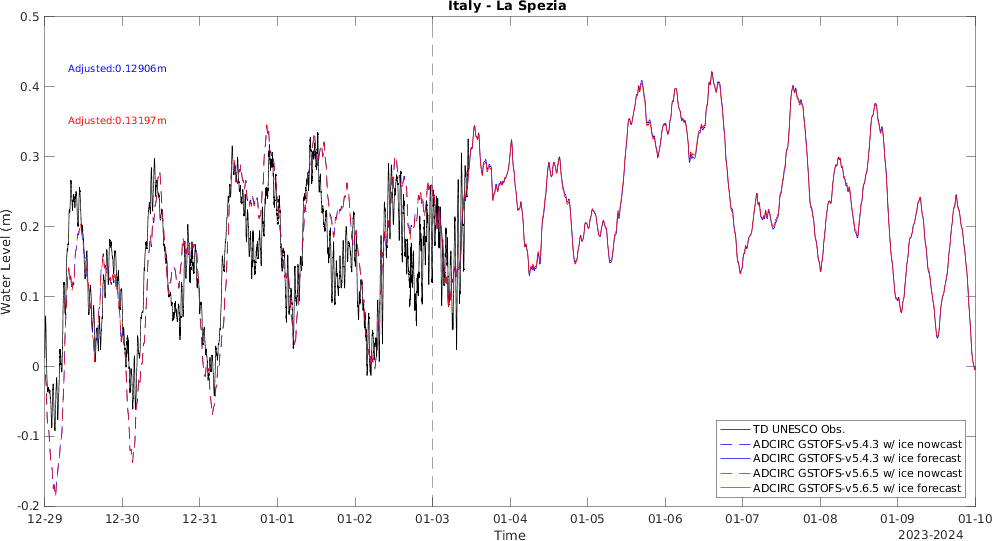 Italy - La Spezia
0.5
0.4
0.3
0.2
0.1
0
-0.1
-0.2
Water Level (m)
Adjusted:0.12906m
Adjusted:0.13197m
TD UNESCO Obs.
ADCIRC GSTOFS-v5.4.3 w/ ice nowcast
ADCIRC GSTOFS-v5.4.3 w/ ice forecast
ADCIRC GSTOFS-v5.6.5 w/ ice nowcast
ADCIRC GSTOFS-v5.6.5 w/ ice forecast
12-29 12-30 12-31 01-01 01-02 01-03 01-04 01-05 01-06 01-07 01-08 01-09 01-10
Time
2023-2024